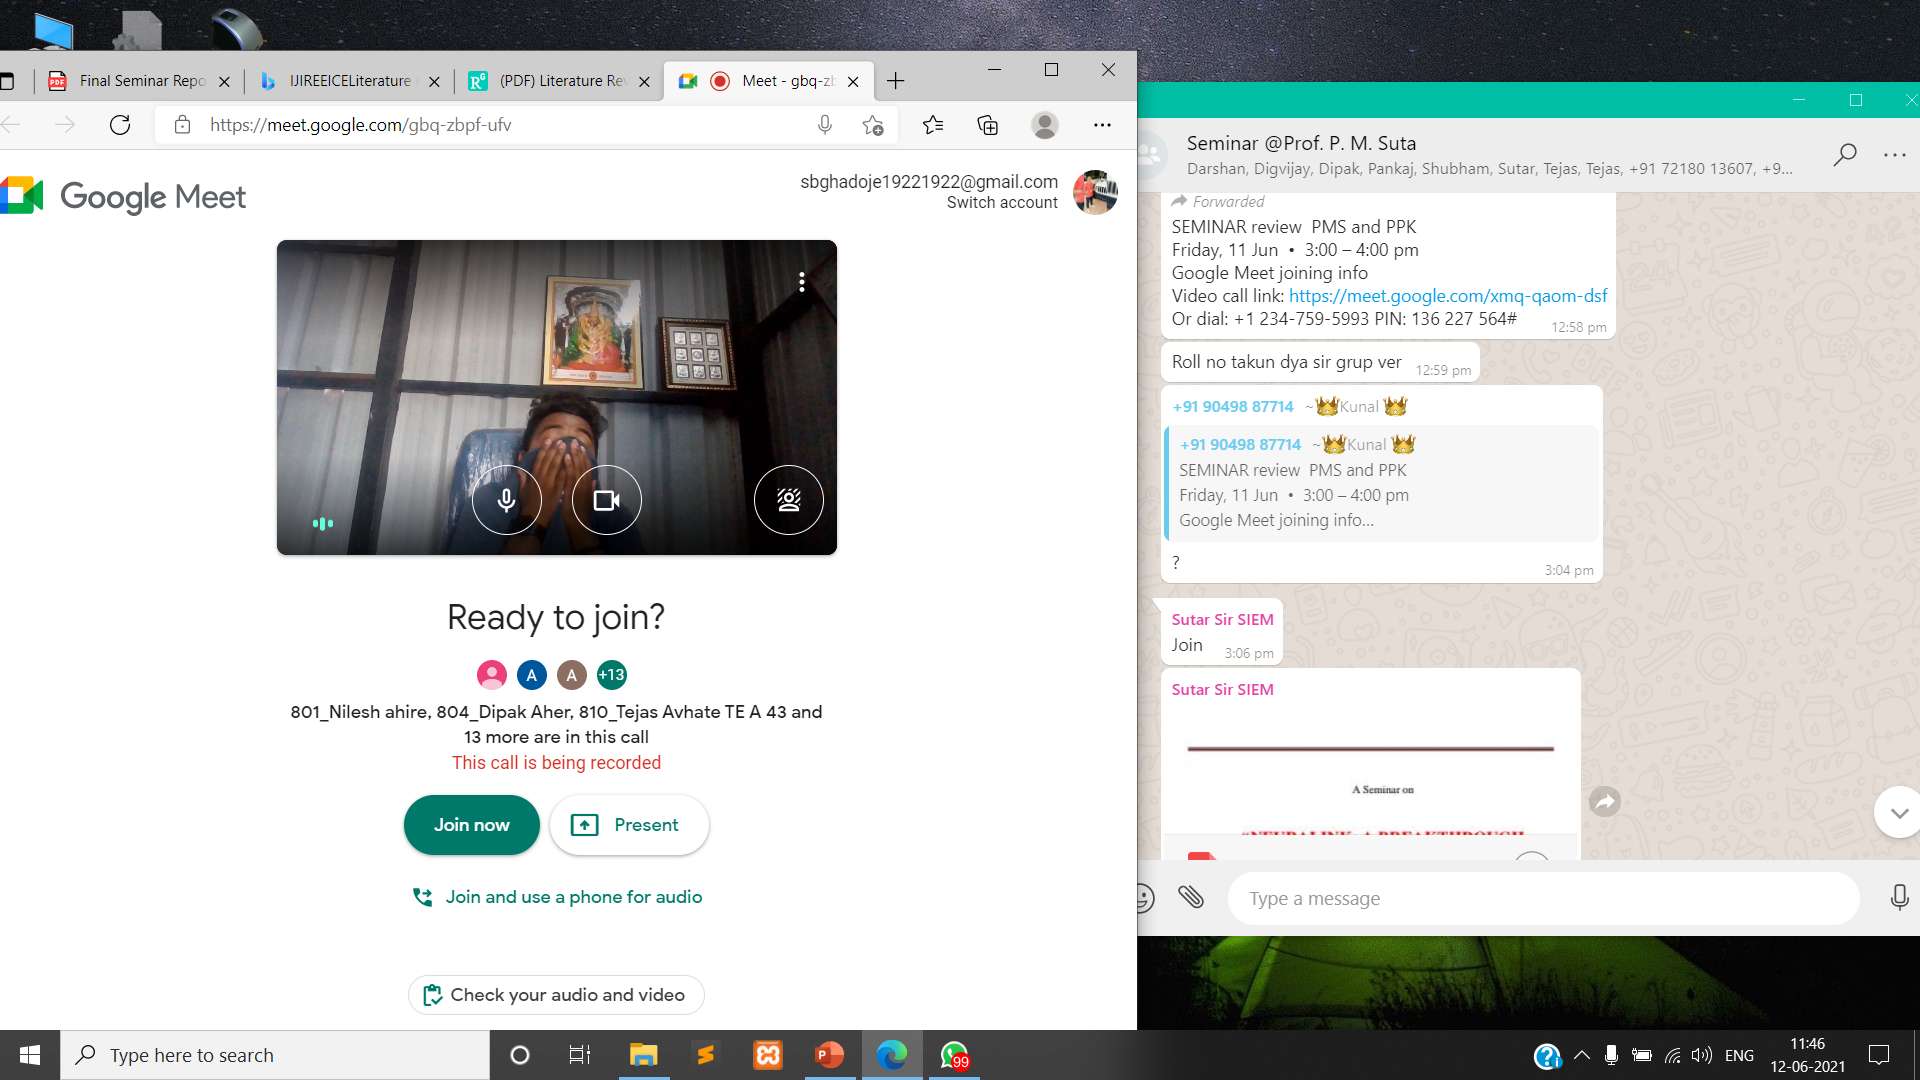 Final Seminar Repo
IJIREEICELiterature
(PDF) Literature Rev
Meet - gbq-zb
https://meet.google.com/gbq-zbpf-ufv
Google Meet
sbghadoje19221922@gmail.com
Switch account
Ready to join?
A
A
+13
801_Nilesh ahire, 804_Dipak Aher, 810_Tejas Avhate TE A 43 and
13 more are in this call
This call is being recorded
Join now
Present
Join and use a phone for audio
Check your audio and video
Seminar @Prof. P. M. Suta
Darshan, Digvijay, Dipak, Pankaj, Shubham, Sutar, Tejas, Tejas, +91 72180 13607, +9...
Forwarded
SEMINAR review PMS and PPK
Friday, 11 Jun • 3:00 – 4:00 pm
Google Meet joining info
Video call link: https://meet.google.com/xmq-qaom-dsf
Or dial: +1 234-759-5993 PIN: 136 227 564#
12:58 pm
Roll no takun dya sir grup ver
12:59 pm
+91 90498 87714 ~👑Kunal👑
+91 90498 87714 ~👑Kunal👑
SEMINAR review PMS and PPK
Friday, 11 Jun • 3:00 – 4:00 pm
Google Meet joining info...
?
3:04 pm
Sutar Sir SIEM
Join
3:06 pm
Sutar Sir SIEM
A Seminar on
"NEURALINK: A BREAKTHROUGH
Type a message
Type here to search
99
ENG
11:46
12-06-2021